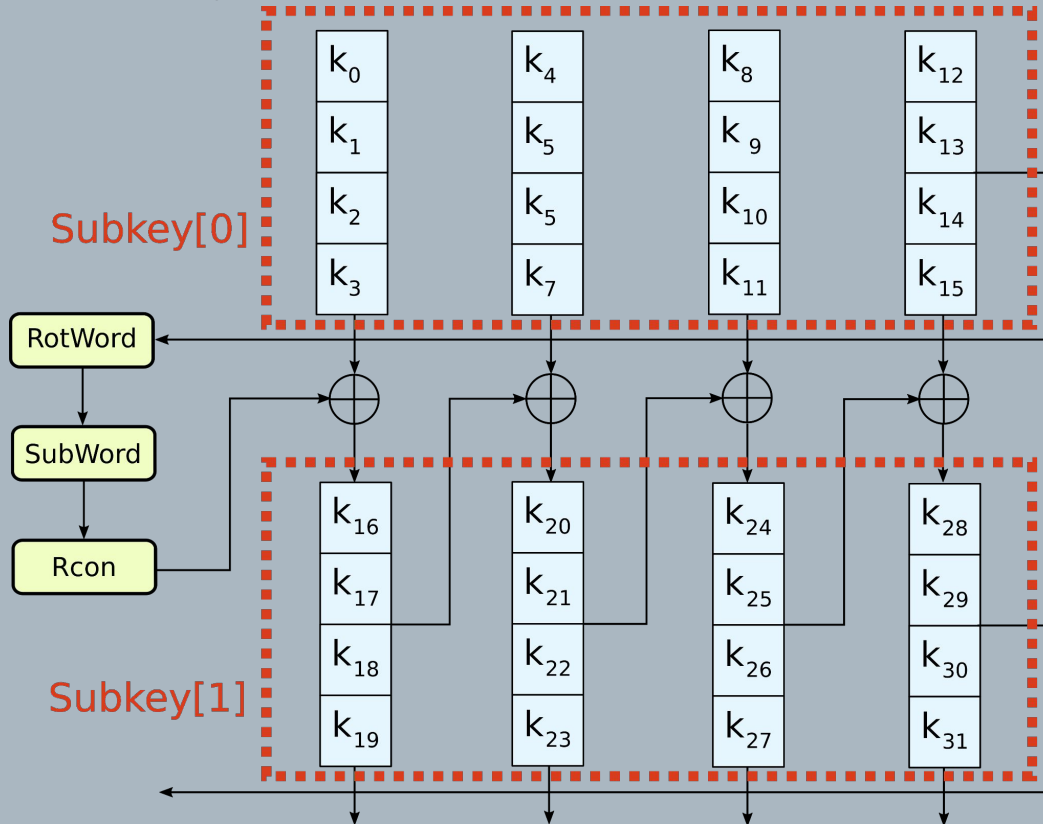 k0 k4 k8 k12
k1 k5 k9 k13
k2 k5 k10 k14
Subkey[0]
k3 k7 k11 k15
RotWord
SubWord
k16 k20 k24 k28
Rcon
k17 k21 k25 k29
k18 k22 k26 k30
Subkey[1]
k19 k23 k27 k31